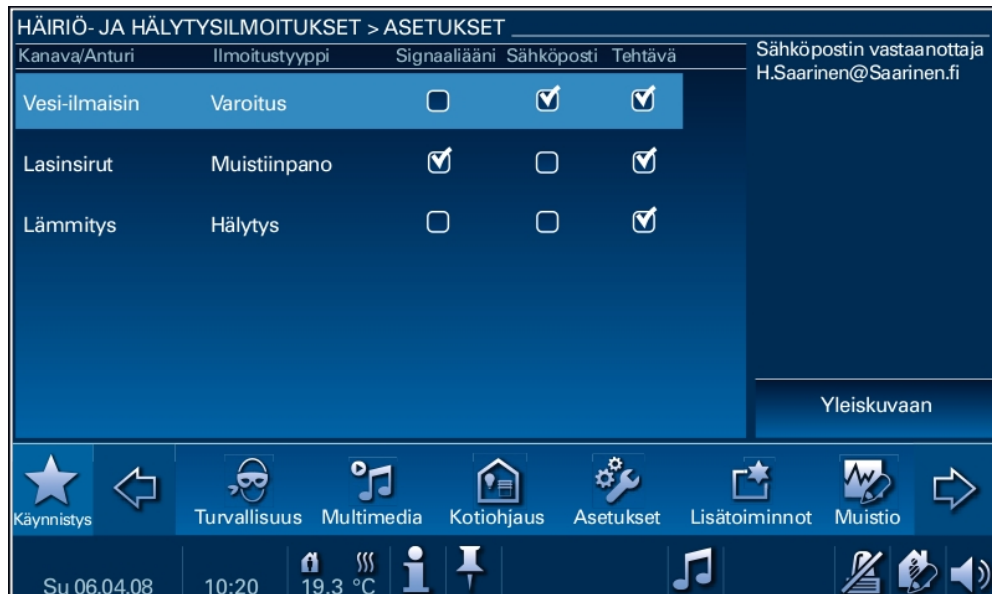 HÄIRIÖ- JA HÄLYTYSILMOITUKSET > ASETUKSET
Kanava/Anturi Ilmoitustyyppi Signaaliääni Sähköposti Tehtävä
Sähköpostin vastaanottaja
H.Saarinen@Saarinen.fi
Vesi-ilmaisin Varoitus
Lasinsirut Muistiinpano
Lämmitys Hälytys
Yleiskuvaan
Käynnistys Turvallisuus Multimedia Kotiohjaus Asetukset Lisätoiminnot Muistio
Su 06.04.08 10:20 19.3 °C